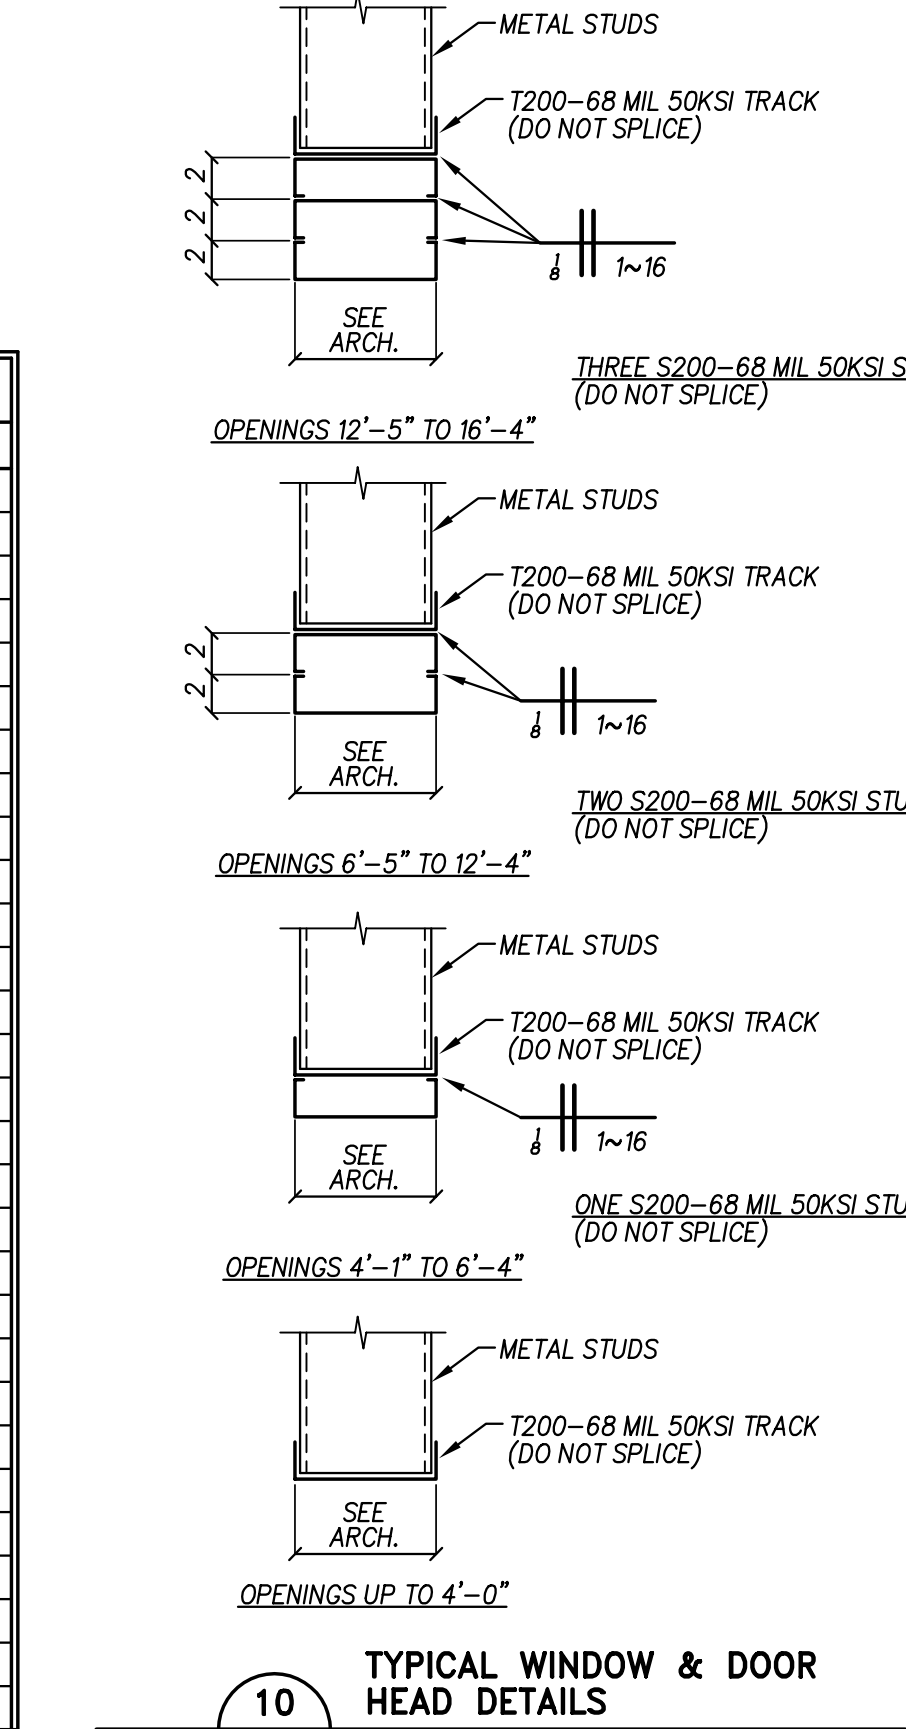 METAL STUDS
T200-68 MIL 50KSI TRACK
(DO NOT SPLICE)
2
2
2
1/8
1~16
SEE
ARCH.
THREE S200-68 MIL 50KSI S
(DO NOT SPLICE)
OPENINGS 12'-5" TO 16'-4"
METAL STUDS
T200-68 MIL 50KSI TRACK
(DO NOT SPLICE)
2
2
1/8
1~16
SEE
ARCH.
TWO S200-68 MIL 50KSI STU
(DO NOT SPLICE)
OPENINGS 6'-5" TO 12'-4"
METAL STUDS
T200-68 MIL 50KSI TRACK
(DO NOT SPLICE)
1/8
1~16
SEE
ARCH.
ONE S200-68 MIL 50KSI STU
(DO NOT SPLICE)
OPENINGS 4'-1" TO 6'-4"
METAL STUDS
T200-68 MIL 50KSI TRACK
(DO NOT SPLICE)
SEE
ARCH.
OPENINGS UP TO 4'-0"
10
TYPICAL WINDOW & DOOR
HEAD DETAILS